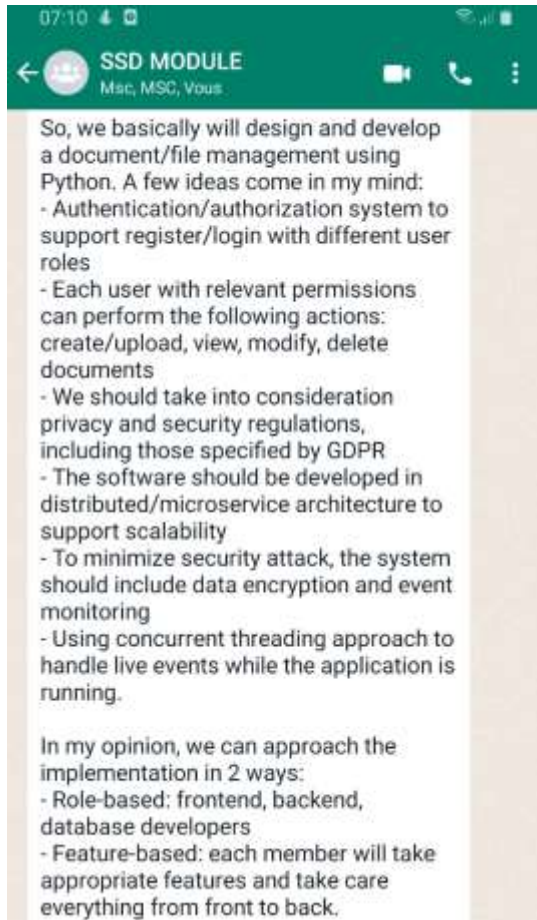 07:10
SSD MODULE
Msc, MSC, Vous
So, we basically will design and develop
a document/file management using
Python. A few ideas come in my mind:
- Authentication/authorization system to
support register/login with different user
roles
- Each user with relevant permissions
can perform the following actions:
create/upload, view, modify, delete
documents
- We should take into consideration
privacy and security regulations,
including those specified by GDPR
- The software should be developed in
distributed/microservice architecture to
support scalability
- To minimize security attack, the system
should include data encryption and event
monitoring
- Using concurrent threading approach to
handle live events while the application is
running.
In my opinion, we can approach the
implementation in 2 ways:
- Role-based: frontend, backend,
database developers
- Feature-based: each member will take
appropriate features and take care
everything from front to back.